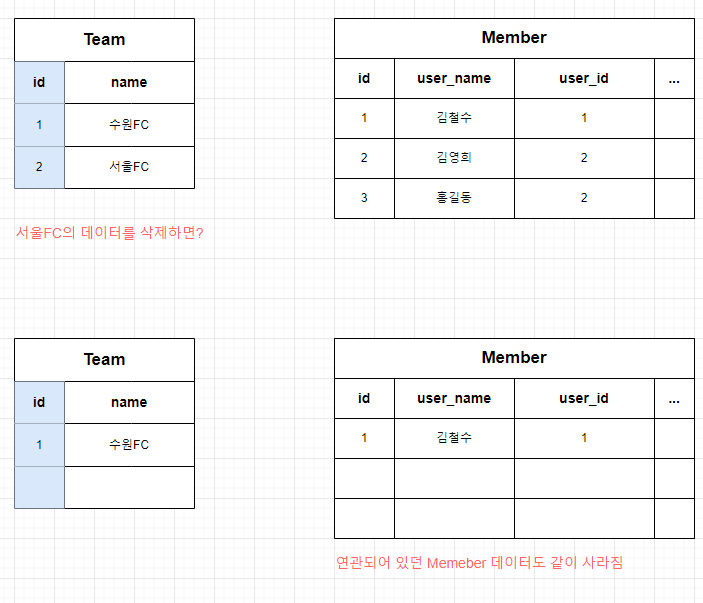 Team
id name
1 수원FC
2 서울FC
서울FC의 데이터를 삭제하면?
Member
id user_name user_id ...
1 김철수 1
2 김영희 2
3 홍길동 2
Team
id name
1 수원FC
Member
id user_name user_id ...
1 김철수 1
연관되어 있던 Memeber 데이터도 같이 사라짐